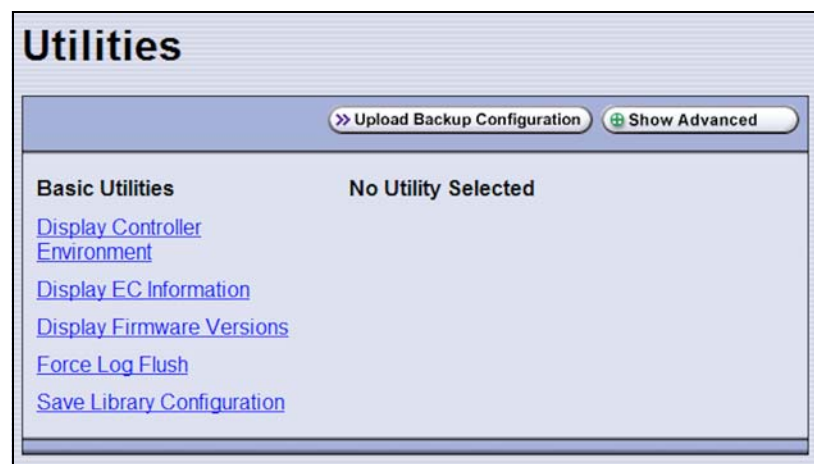 Utilities
Upload Backup Configuration
Show Advanced
Basic Utilities
No Utility Selected
Display Controller
Environment
Display EC Information
Display Firmware Versions
Force Log Flush
Save Library Configuration